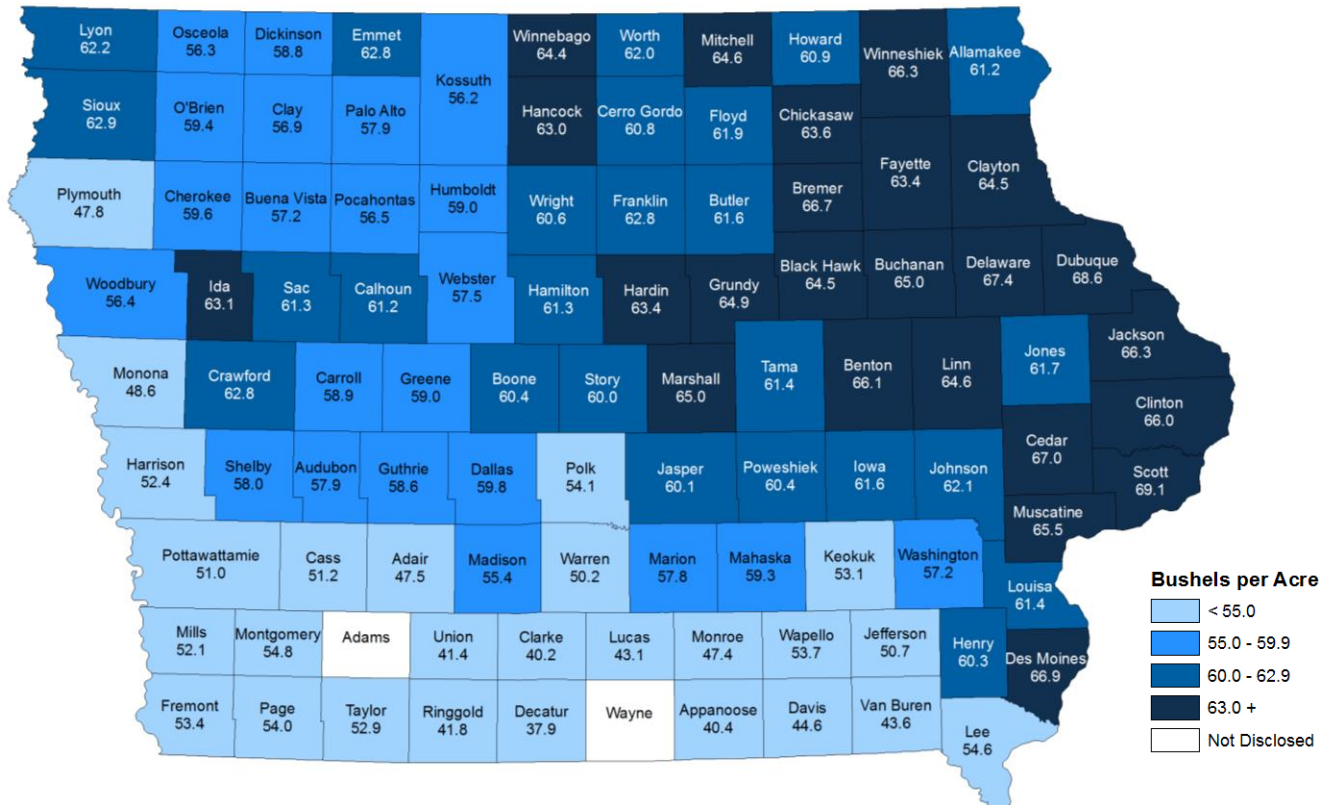 Lyon
62.2
Osceola
56.3
Dickinson
58.8
Emmet
62.8
Kossuth
56.2
Winnebago
64.4
Worth
62.0
Mitchell
64.6
Howard
60.9
Winneshiek
66.3
Allamakee
61.2
Sioux
62.9
O'Brien
59.4
Clay
56.9
Palo Alto
57.9
Hancock
63.0
Cerro Gordo
60.8
Floyd
61.9
Chickasaw
63.6
Fayette
63.4
Clayton
64.5
Plymouth
47.8
Cherokee
59.6
Buena Vista
57.2
Pocahontas
56.5
Humboldt
59.0
Wright
60.6
Franklin
62.8
Butler
61.6
Bremer
66.7
Woodbury
56.4
Ida
63.1
Sac
61.3
Calhoun
61.2
Webster
57.5
Hamilton
61.3
Hardin
63.4
Grundy
64.9
Black Hawk
64.5
Buchanan
65.0
Delaware
67.4
Dubuque
68.6
Monona
48.6
Crawford
62.8
Carroll
58.9
Greene
59.0
Boone
60.4
Story
60.0
Marshall
65.0
Tama
61.4
Benton
66.1
Linn
64.6
Jones
61.7
Jackson
66.3
Clinton
66.0
Harrison
52.4
Shelby
58.0
Audubon
57.9
Guthrie
58.6
Dallas
59.8
Polk
54.1
Jasper
60.1
Poweshiek
60.4
Iowa
61.6
Johnson
62.1
Cedar
67.0
Scott
69.1
Muscatine
65.5
Pottawattamie
51.0
Cass
51.2
Adair
47.5
Madison
55.4
Warren
50.2
Marion
57.8
Mahaska
59.3
Keokuk
53.1
Washington
57.2
Louisa
61.4
Mills
52.1
Montgomery
54.8
Adams
Union
41.4
Clarke
40.2
Lucas
43.1
Monroe
47.4
Wapello
53.7
Jefferson
50.7
Henry
60.3
Des Moines
66.9
Fremont
53.4
Page
54.0
Taylor
52.9
Ringgold
41.8
Decatur
37.9
Wayne
Appanoose
40.4
Davis
44.6
Van Buren
43.6
Lee
54.6
Bushels per Acre
< 55.0
55.0 - 59.9
60.0 - 62.9
63.0 +
Not Disclosed